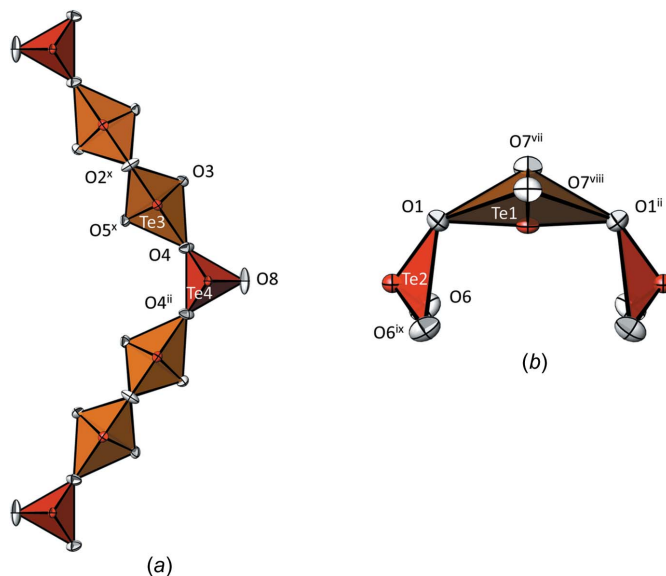 O2ˣ
O3
O5ˣ
Te3
O4
Te4
O8
O4ⁱⁱ
(a)
O7ᵛⁱⁱ
O7ᵛⁱⁱⁱ
O1
Te1
O1ⁱⁱ
Te2
O6
O6ⁱˣ
(b)